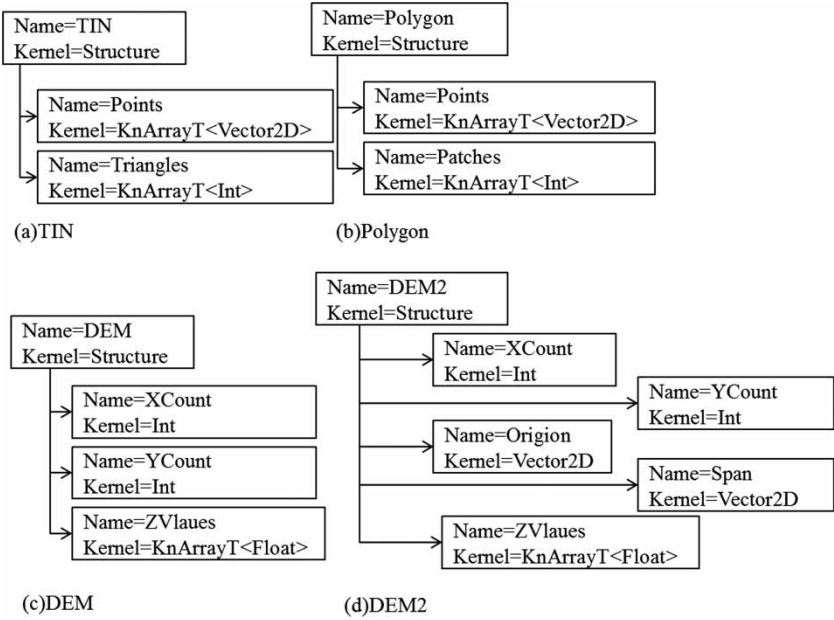 Name=TIN
Kernel=Structure
Name=Points
Kernel=KnArrayT<Vector2D>
Name=Triangles
Kernel=KnArrayT<Int>
(a)TIN
Name=Polygon
Kernel=Structure
Name=Points
Kernel=KnArrayT<Vector2D>
Name=Patches
Kernel=KnArrayT<Int>
(b)Polygon
Name=DEM
Kernel=Structure
Name=XCount
Kernel=Int
Name=YCount
Kernel=Int
Name=ZVlaues
Kernel=KnArrayT<Float>
(c)DEM
Name=DEM2
Kernel=Structure
Name=XCount
Kernel=Int
Name=YCount
Kernel=Int
Name=Origion
Kernel=Vector2D
Name=Span
Kernel=Vector2D
Name=ZVlaues
Kernel=KnArrayT<Float>
(d)DEM2